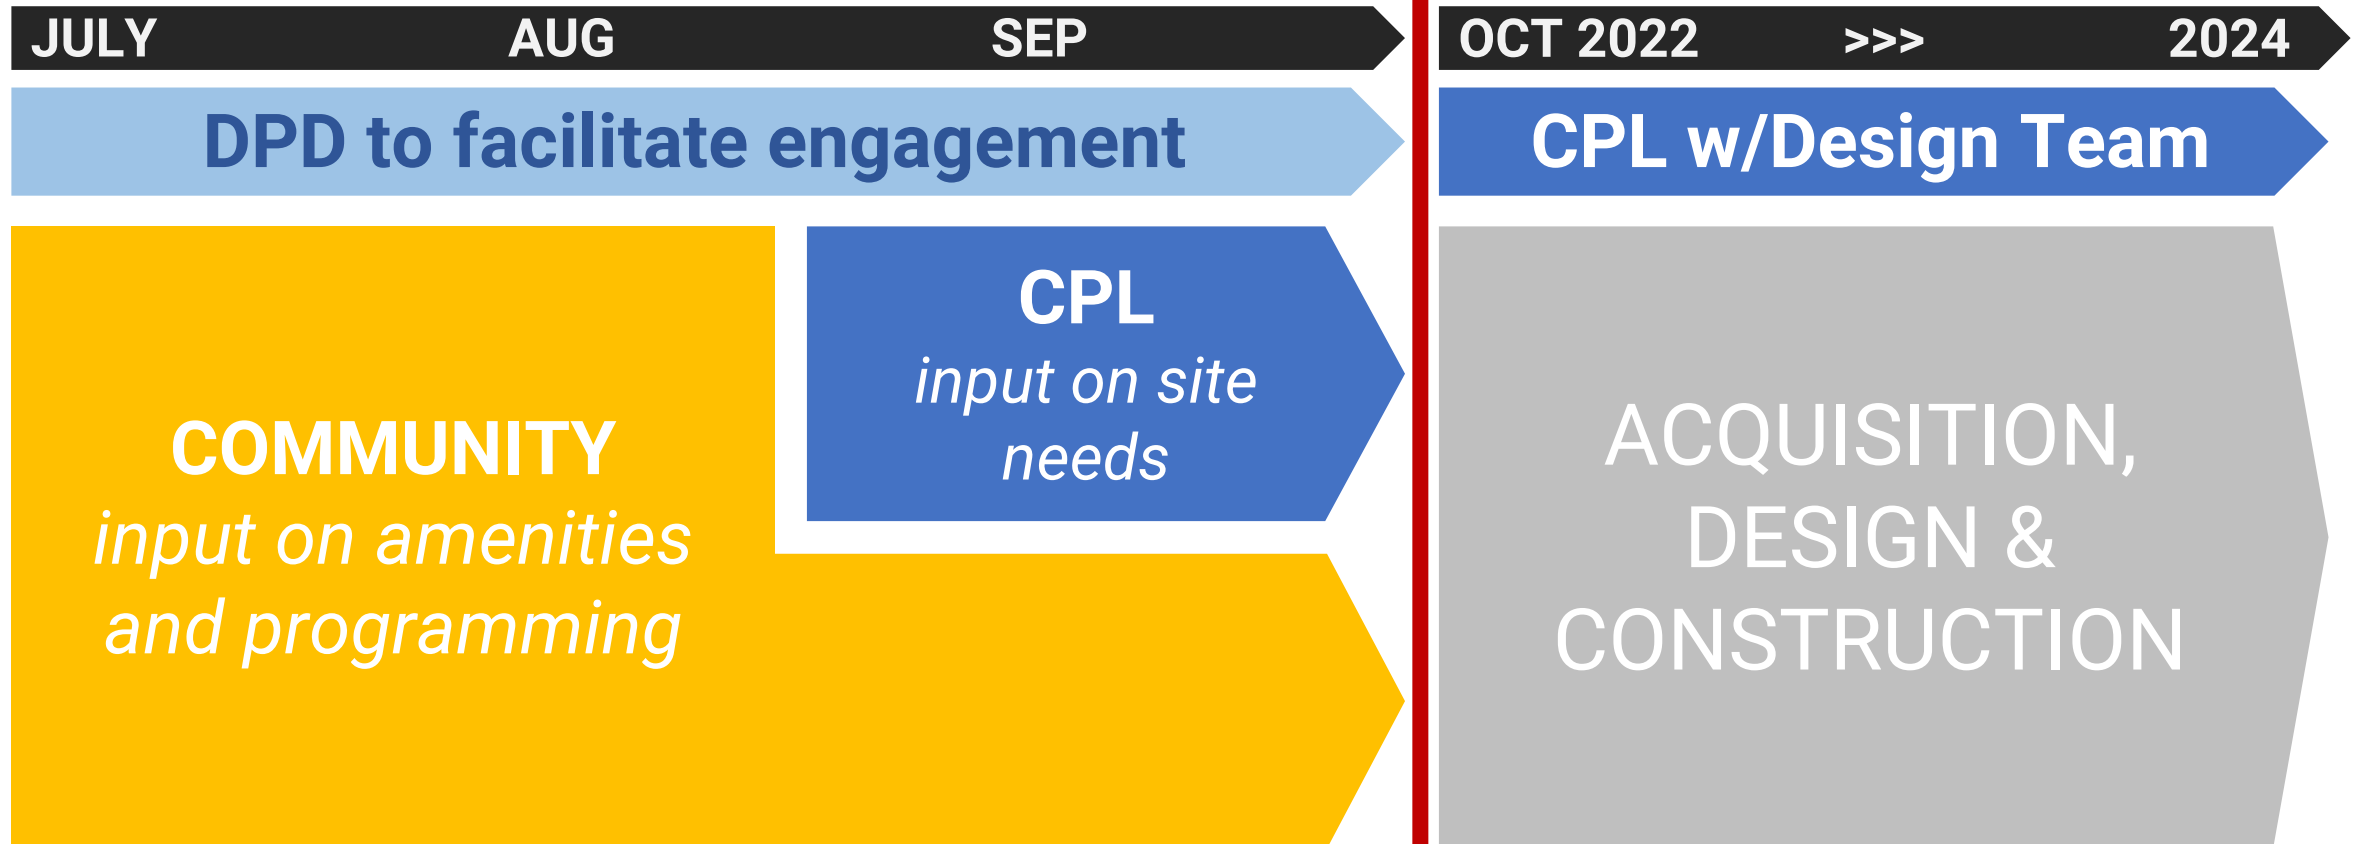 JULY AUG SEP OCT 2022 >>> 2024
DPD to facilitate engagement
CPL w/Design Team
COMMUNITY
input on amenities
and programming
CPL
input on site
needs
ACQUISITION,
DESIGN &
CONSTRUCTION